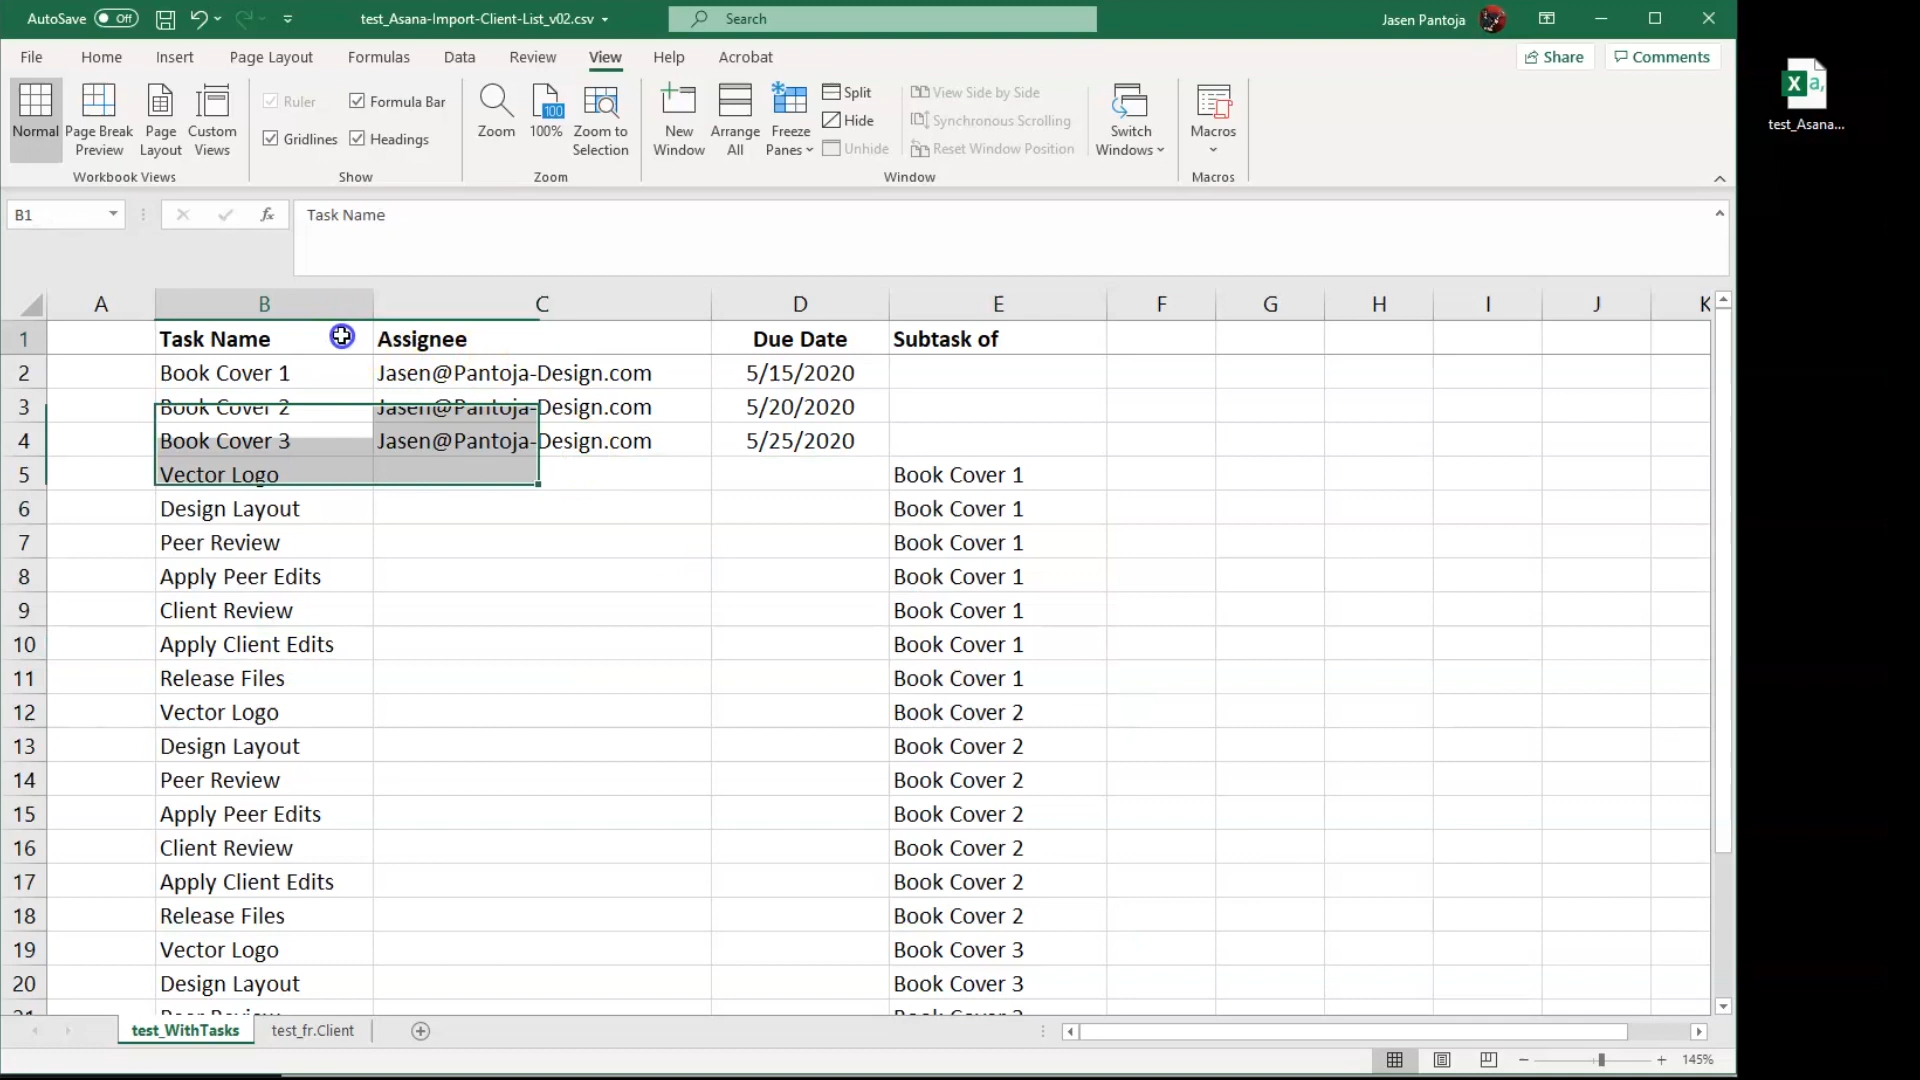 AutoSave Off test_Asana-Import-Client-List_v02.csv Search Jasen Pantoja
File Home Insert Page Layout Formulas Data Review View Help Acrobat Share Comments
Normal Page Break Preview Page Layout Custom Views
Workbook Views
Ruler Formula Bar
Gridlines Headings
Show
Zoom 100 100% Zoom to Selection
Zoom
New Window Arrange All Freeze Panes
Split
Hide
Unhide
View Side by Side
Synchronous Scrolling
Reset Window Position
Switch Windows
Window
Macros
Macros
test_Asana...
B1 fx Task Name
A B C D E F G H I J K
1 Task Name Assignee Due Date Subtask of
2 Book Cover 1 Jasen@Pantoja-Design.com 5/15/2020
3 Book Cover 2 Jasen@Pantoja-Design.com 5/20/2020
4 Book Cover 3 Jasen@Pantoja-Design.com 5/25/2020
5 Vector Logo Book Cover 1
6 Design Layout Book Cover 1
7 Peer Review Book Cover 1
8 Apply Peer Edits Book Cover 1
9 Client Review Book Cover 1
10 Apply Client Edits Book Cover 1
11 Release Files Book Cover 1
12 Vector Logo Book Cover 2
13 Design Layout Book Cover 2
14 Peer Review Book Cover 2
15 Apply Peer Edits Book Cover 2
16 Client Review Book Cover 2
17 Apply Client Edits Book Cover 2
18 Release Files Book Cover 2
19 Vector Logo Book Cover 3
20 Design Layout Book Cover 3
test_WithTasks test_fr.Client
145%